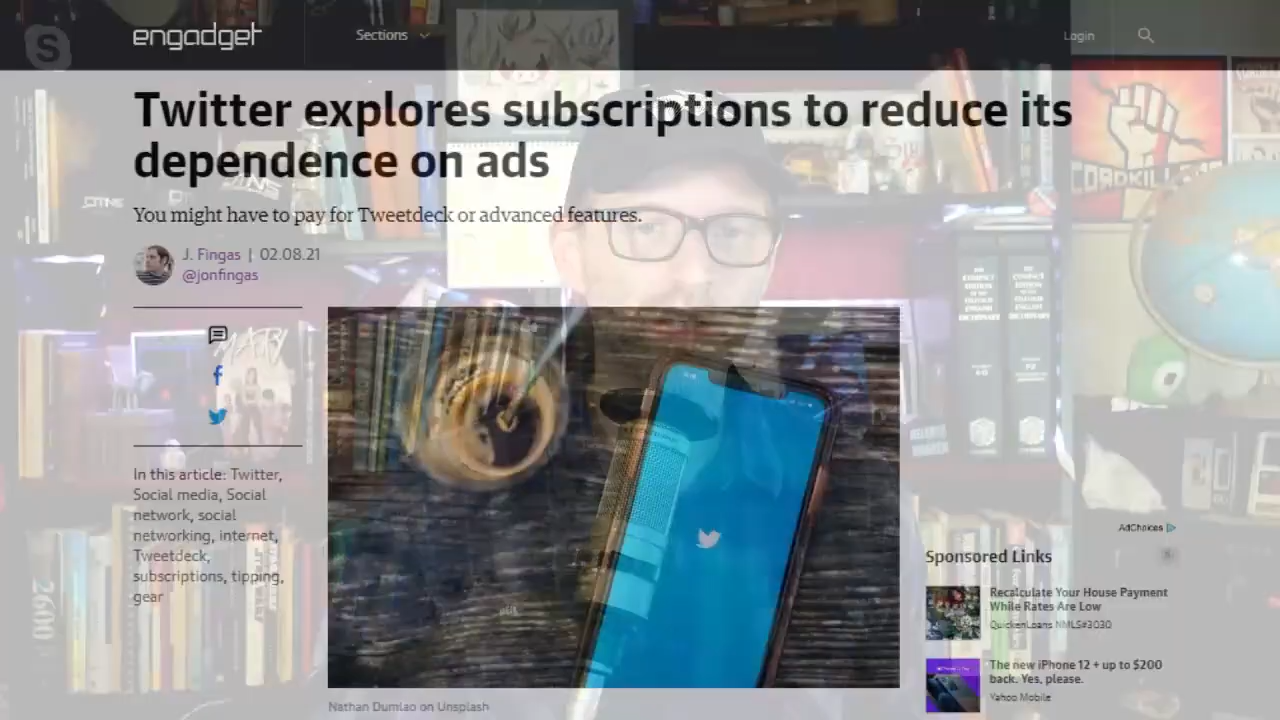 engadget
Sections
Login
Twitter explores subscriptions to reduce its
dependence on ads
You might have to pay for Tweetdeck or advanced features.
J. Fingas | 02.08.21
@jonfingas
In this article: Twitter,
Social media, Social
network, social
networking, internet,
Tweetdeck,
subscriptions, tipping,
gear
Nathan Dumlao on Unsplash
AdChoices
Sponsored Links
Recalculate Your House Payment
While Rates Are Low
QuickenLoans NMLS#3030
The new iPhone 12 + up to $200
back. Yes, please.
Yahoo Mobile
2600